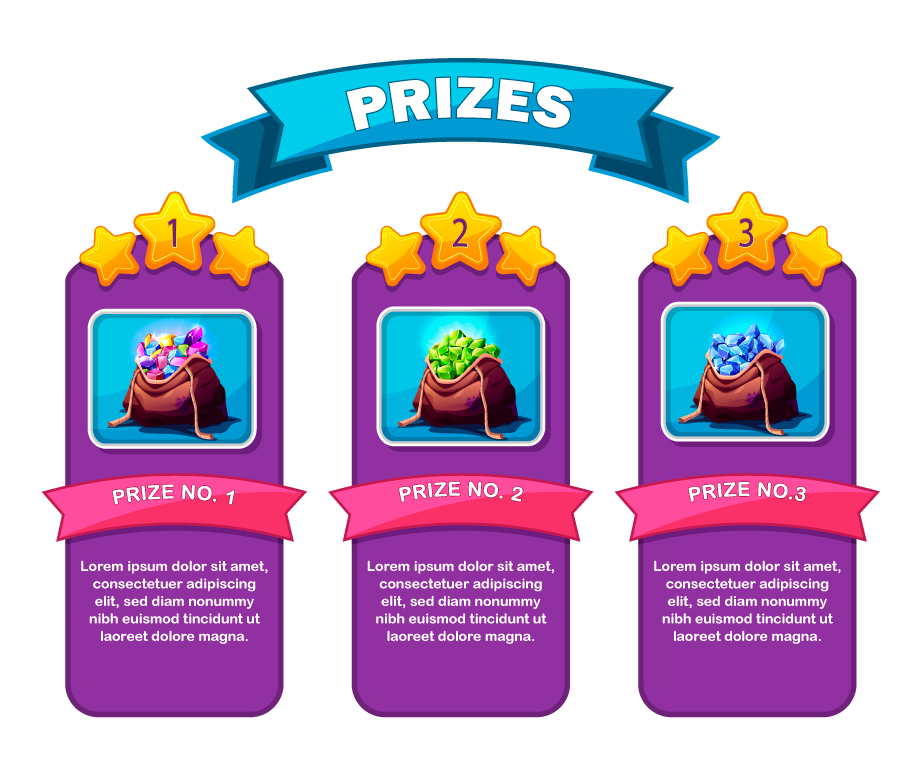 PRIZES
1
2
3
PRIZE NO. 1
PRIZE NO. 2
PRIZE NO.3
Lorem ipsum dolor sit amet,
consectetuer adipiscing
elit, sed diam nonummy
nibh euismod tincidunt ut
laoreet dolore magna.
Lorem ipsum dolor sit amet,
consectetuer adipiscing
elit, sed diam nonummy
nibh euismod tincidunt ut
laoreet dolore magna.
Lorem ipsum dolor sit amet,
consectetuer adipiscing
elit, sed diam nonummy
nibh euismod tincidunt ut
laoreet dolore magna.